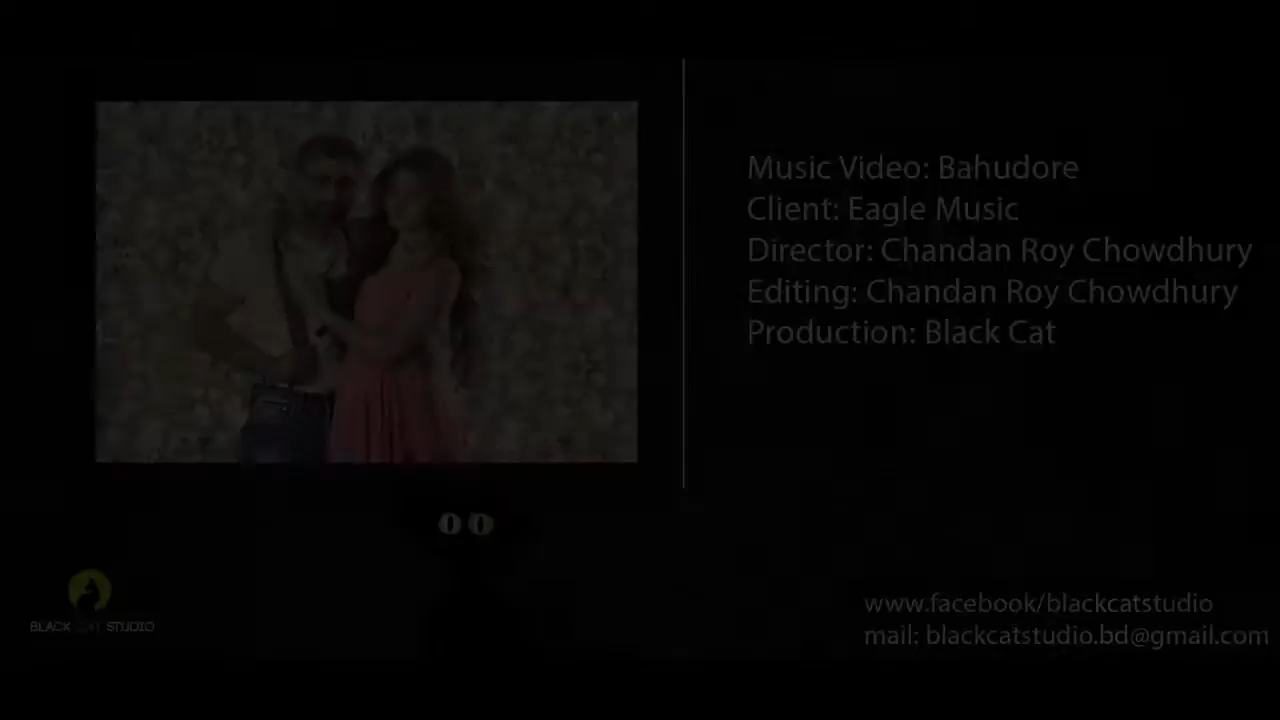 Music Video: Bahudore
Client: Eagle Music
Director: Chandan Roy Chowdhury
Editing: Chandan Roy Chowdhury
Production: Black Cat
BLACK CAT STUDIO
www.facebook/blackcatstudio
mail: blackcatstudio.bd@gmail.com